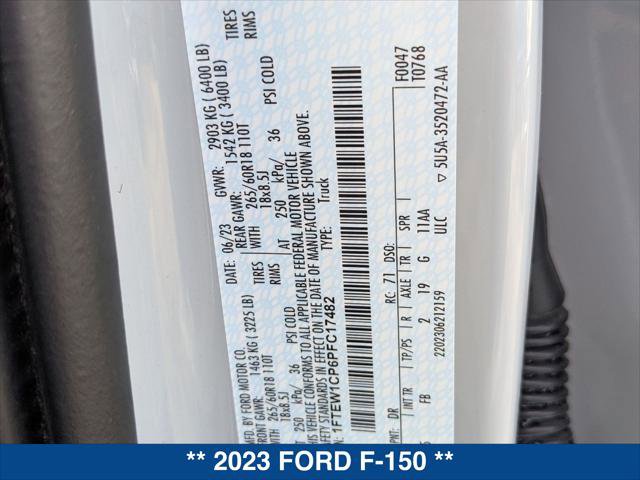 BY FORD MOTOR CO.
DATE: 06/23
GVWR: 2903 KG ( 6400 LB)
FRONT GAWR: 1463 KG ( 3225 LB)
REAR GAWR: 1542 KG ( 3400 LB)
WITH 265/60R18 110T TIRES
WITH 265/60R18 110T TIRES
18x8.5J RIMS
18x8.5J RIMS
AT 250 kPa/ 36 PSI COLD
AT 250 kPa/ 36 PSI COLD
THIS VEHICLE CONFORMS TO ALL APPLICABLE FEDERAL MOTOR VEHICLE
SAFETY STANDARDS IN EFFECT ON THE DATE OF MANUFACTURE SHOWN ABOVE.
1FTEW1CP6PFC17482
TYPE: Truck
F0047
T0768
PNT: RC: 71 DSO:
DR INT TR TP/PS R AXLE TR SPR
FB 2 19 G 11AA
2202306212159 ULC
▽ 5U5A-3520472-AA
** 2023 FORD F-150 **